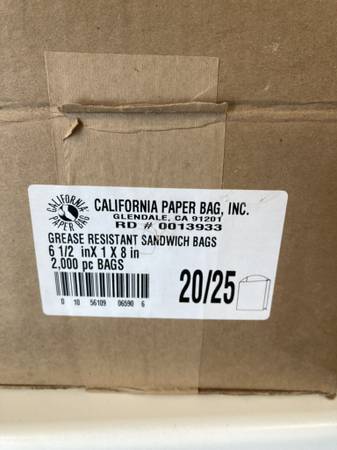 CALIFORNIA
PAPER BAG
CALIFORNIA PAPER BAG, INC.
GLENDALE, CA 91201
RD # 0013933
GREASE RESISTANT SANDWICH BAGS
6 1/2 inX 1 X 8 in
2,000 pc BAGS
20/25
0 10 56109 06590 6